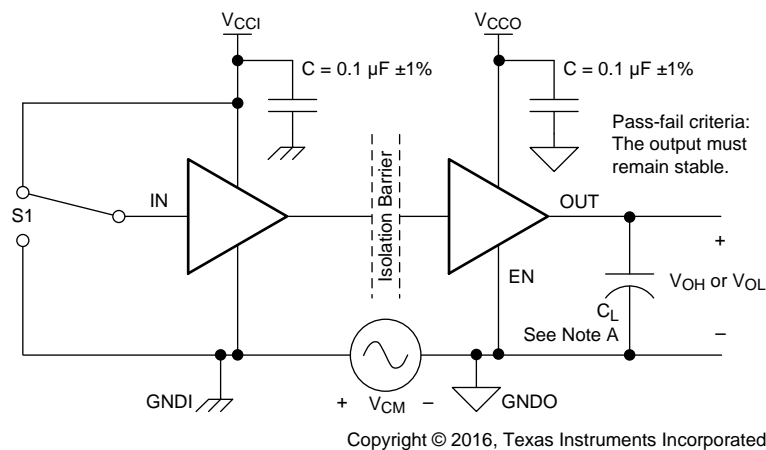 VCCI
VCCO
C = 0.1 µF ±1%
C = 0.1 µF ±1%
Pass-fail criteria:
The output must
remain stable.
S1
IN
Isolation Barrier
OUT
EN
+
VOH or VOL
CL
See Note A
–
GNDI
+ VCM –
GNDO
Copyright © 2016, Texas Instruments Incorporated